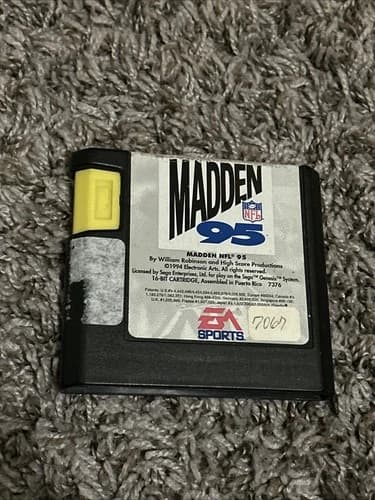 MADDEN
NFL
95
MADDEN NFL® 95
By William Robinson and High Score Productions
©1994 Electronic Arts. All rights reserved.
Licensed by Sega Enterprises, Ltd. for play on the Sega™ Genesis™ System.
16-BIT CARTRIDGE, Assembled in Puerto Rico 7376
EA
SPORTS
7067